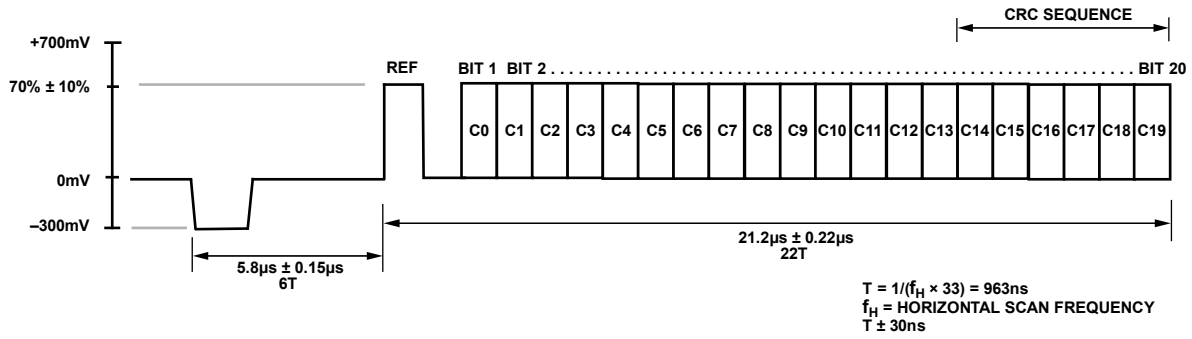 CRC SEQUENCE
+700mV
REF
BIT 1 BIT 2 . . . . . . . . . . . . . . . . . . . . . . . . . . . . . . . . . . . . . . . . . . . . . . . . . . . . . . . . . . . . . . . . . . . . . . BIT 20
70% ± 10%
C0 C1 C2 C3 C4 C5 C6 C7 C8 C9 C10 C11 C12 C13 C14 C15 C16 C17 C18 C19
0mV
–300mV
21.2µs ± 0.22µs
22T
5.8µs ± 0.15µs
6T
T = 1/(fH × 33) = 963ns
fH = HORIZONTAL SCAN FREQUENCY
T ± 30ns